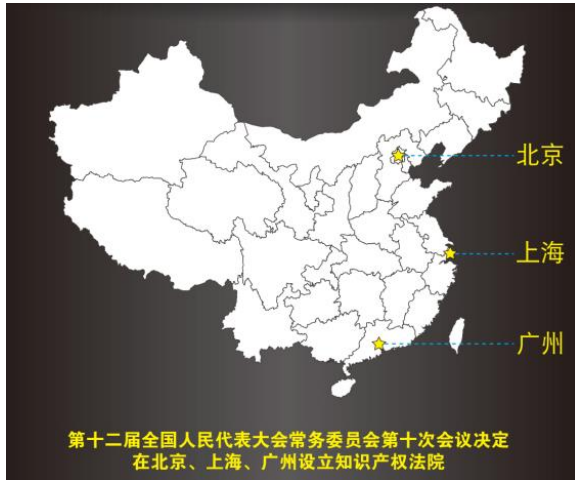 北京
上海
广州
第十二届全国人民代表大会常务委员会第十次会议决定
在北京、上海、广州设立知识产权法院